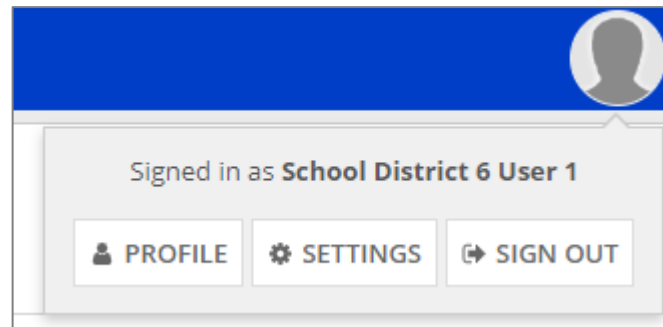 Signed in as School District 6 User 1
PROFILE SETTINGS SIGN OUT